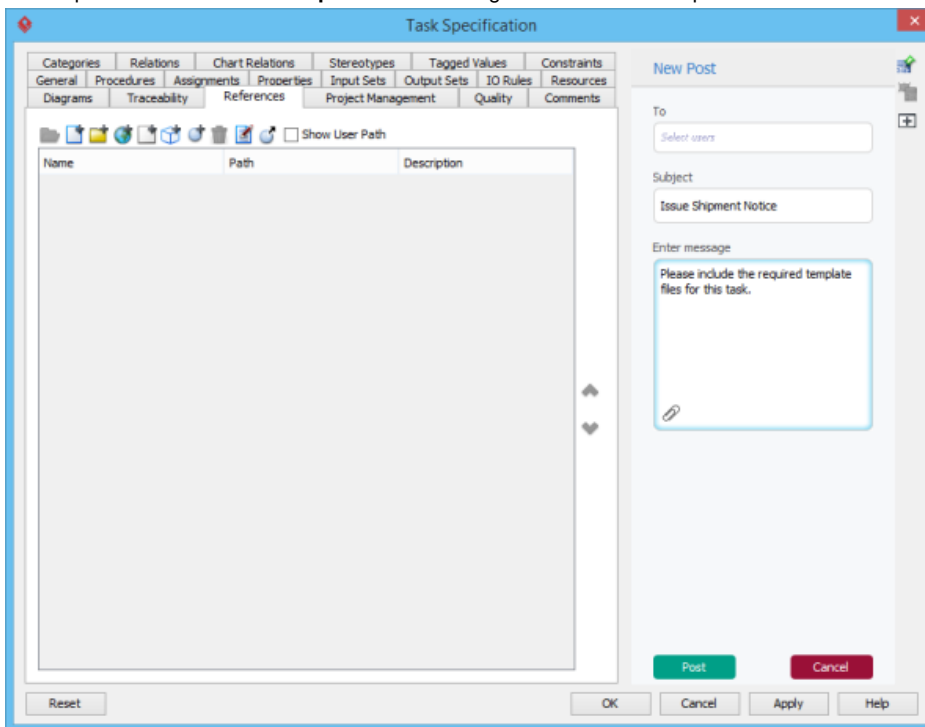 Task Specification
Categories Relations Chart Relations Stereotypes Tagged Values Constraints
General Procedures Assignments Properties Input Sets Output Sets IO Rules Resources
Diagrams Traceability References Project Management Quality Comments
Show User Path
Name Path Description
New Post
To
Select users
Subject
Issue Shipment Notice
Enter message
Please include the required template
files for this task.
Post Cancel
Reset OK Cancel Apply Help